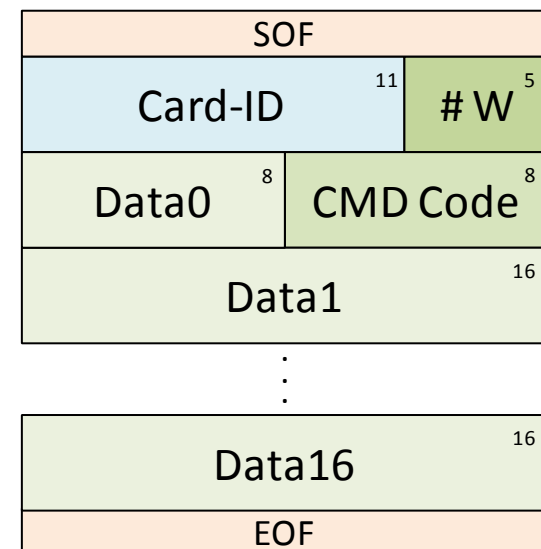 SOF
Card-ID 11 # W 5
Data0 8 CMD Code 8
Data1 16
Data16 16
EOF